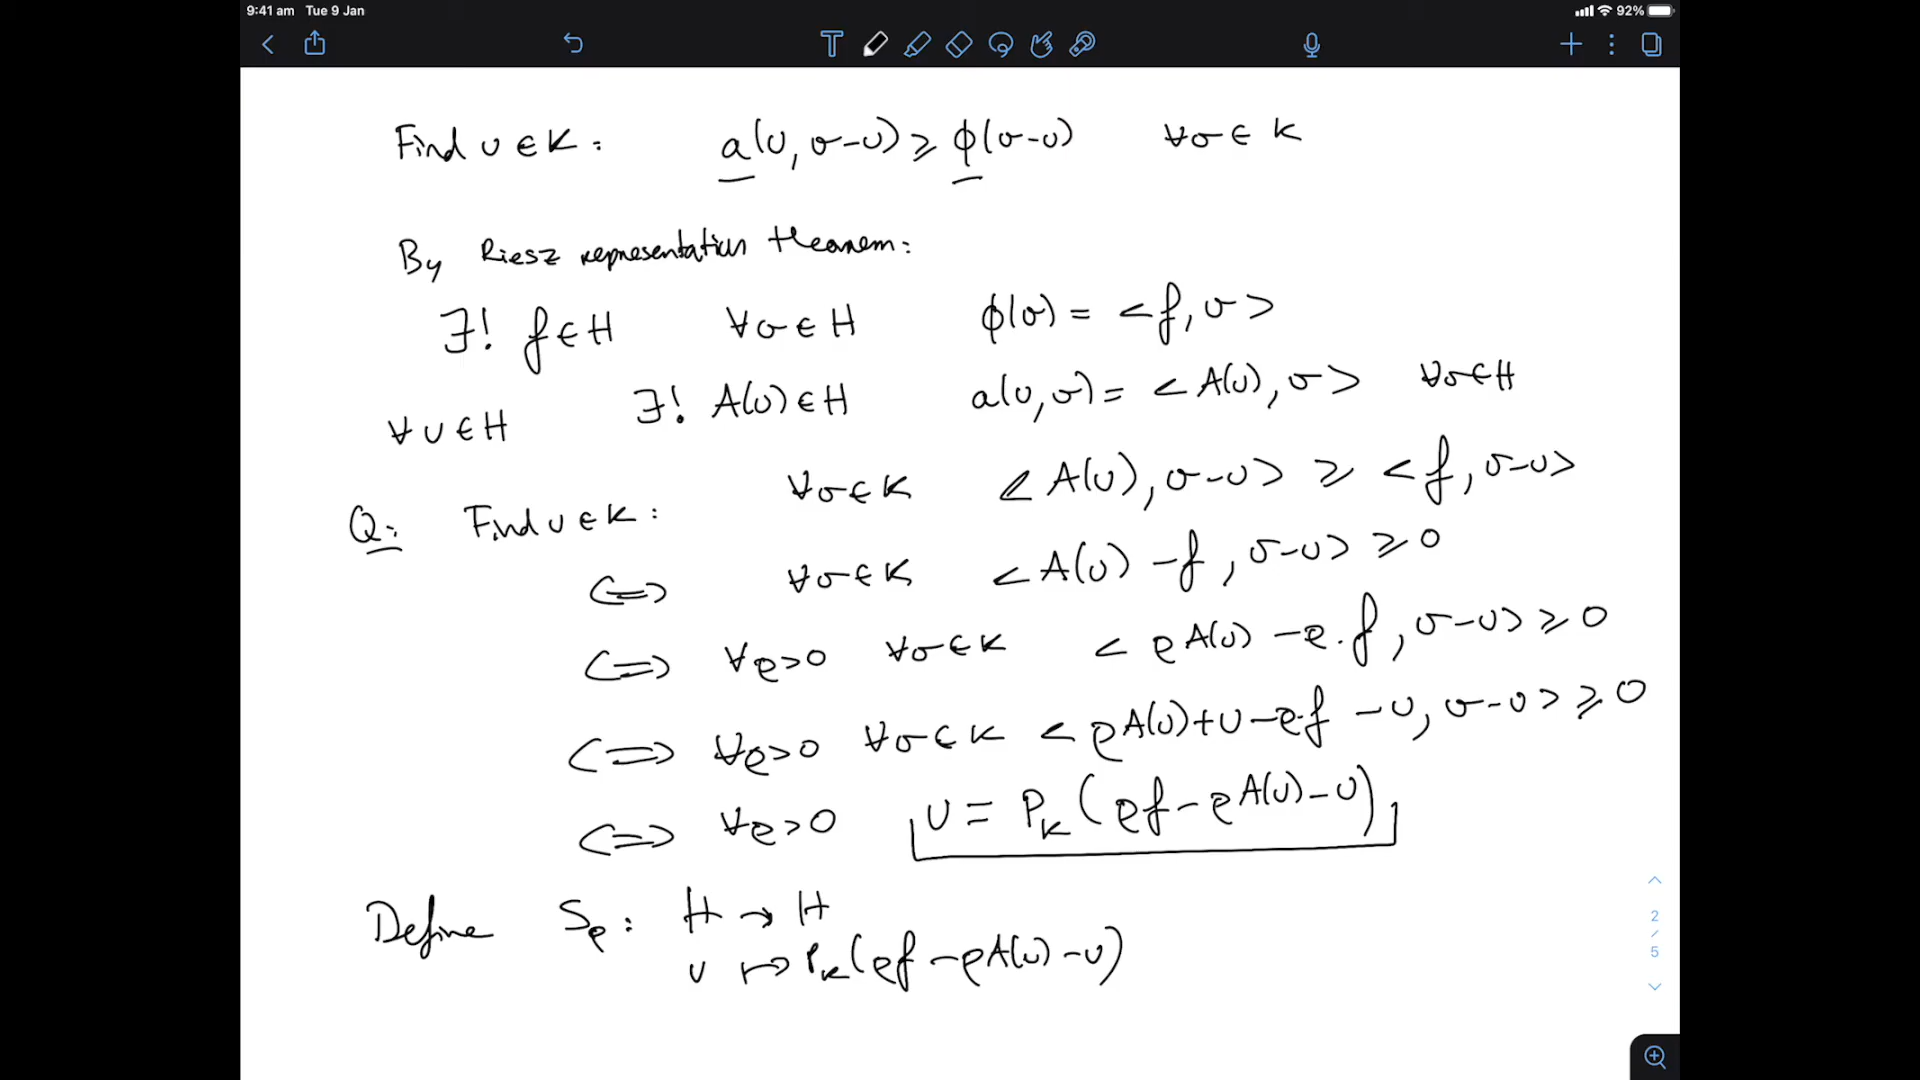 9:41 am Tue 9 Jan 92%
Find u ∈ K : a(u, v-u) ≥ ϕ(v-u) ∀v ∈ K
By Riesz representation theorem:
∃! f ∈ H ∀v ∈ H ϕ(v) = <f, v>
∀u ∈ H ∃! A(u) ∈ H a(u, v) = <A(u), v> ∀v ∈ H
Q: Find u ∈ K : ∀v ∈ K <A(u), v-u> ≥ <f, v-u>
⇔ ∀v ∈ K <A(u) - f, v-u> ≥ 0
⇔ ∀ρ>0 ∀v ∈ K <ρA(u) - ρ.f, v-u> ≥ 0
⇔ ∀ρ>0 ∀v ∈ K <ρA(u)+u-ρ.f -u, v-u> ≥ 0
⇔ ∀ρ>0 u = P_K(ρf - ρA(u) - u)
Define S_ρ : H → H
u ↦ P_K(ρf - ρA(u) - u)
2 / 5